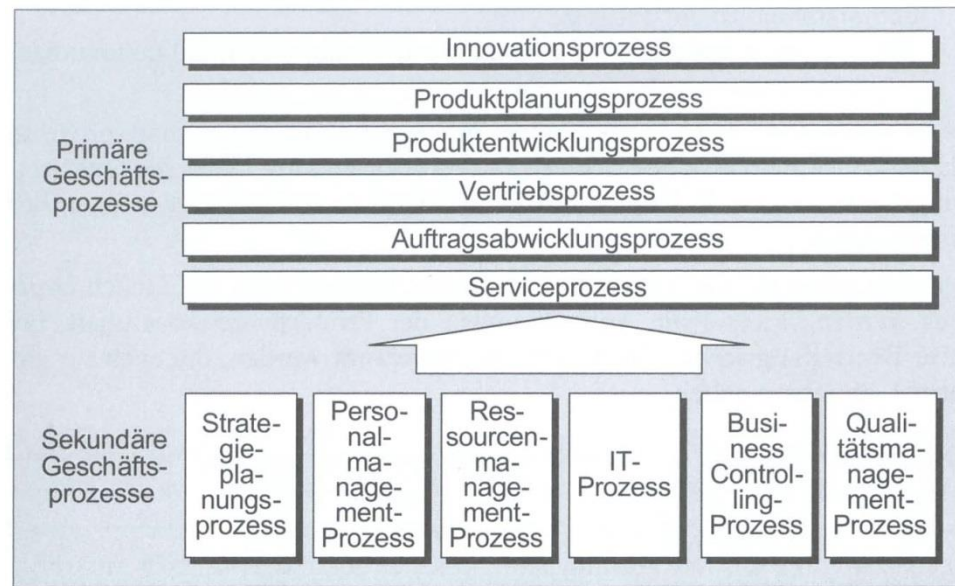 Innovationsprozess
Produktplanungsprozess
Primäre
Geschäfts-
prozesse
Produktentwicklungsprozess
Vertriebsprozess
Auftragsabwicklungsprozess
Serviceprozess
Sekundäre
Geschäfts-
prozesse
Strate-
gie-
pla-
nungs-
prozess
Perso-
nal-
ma-
nage-
ment-
Prozess
Res-
sourcen-
ma-
nage-
ment-
Prozess
IT-
Prozess
Busi-
ness
Control-
ling-
Prozess
Quali-
tätsma-
nage-
ment-
Prozess